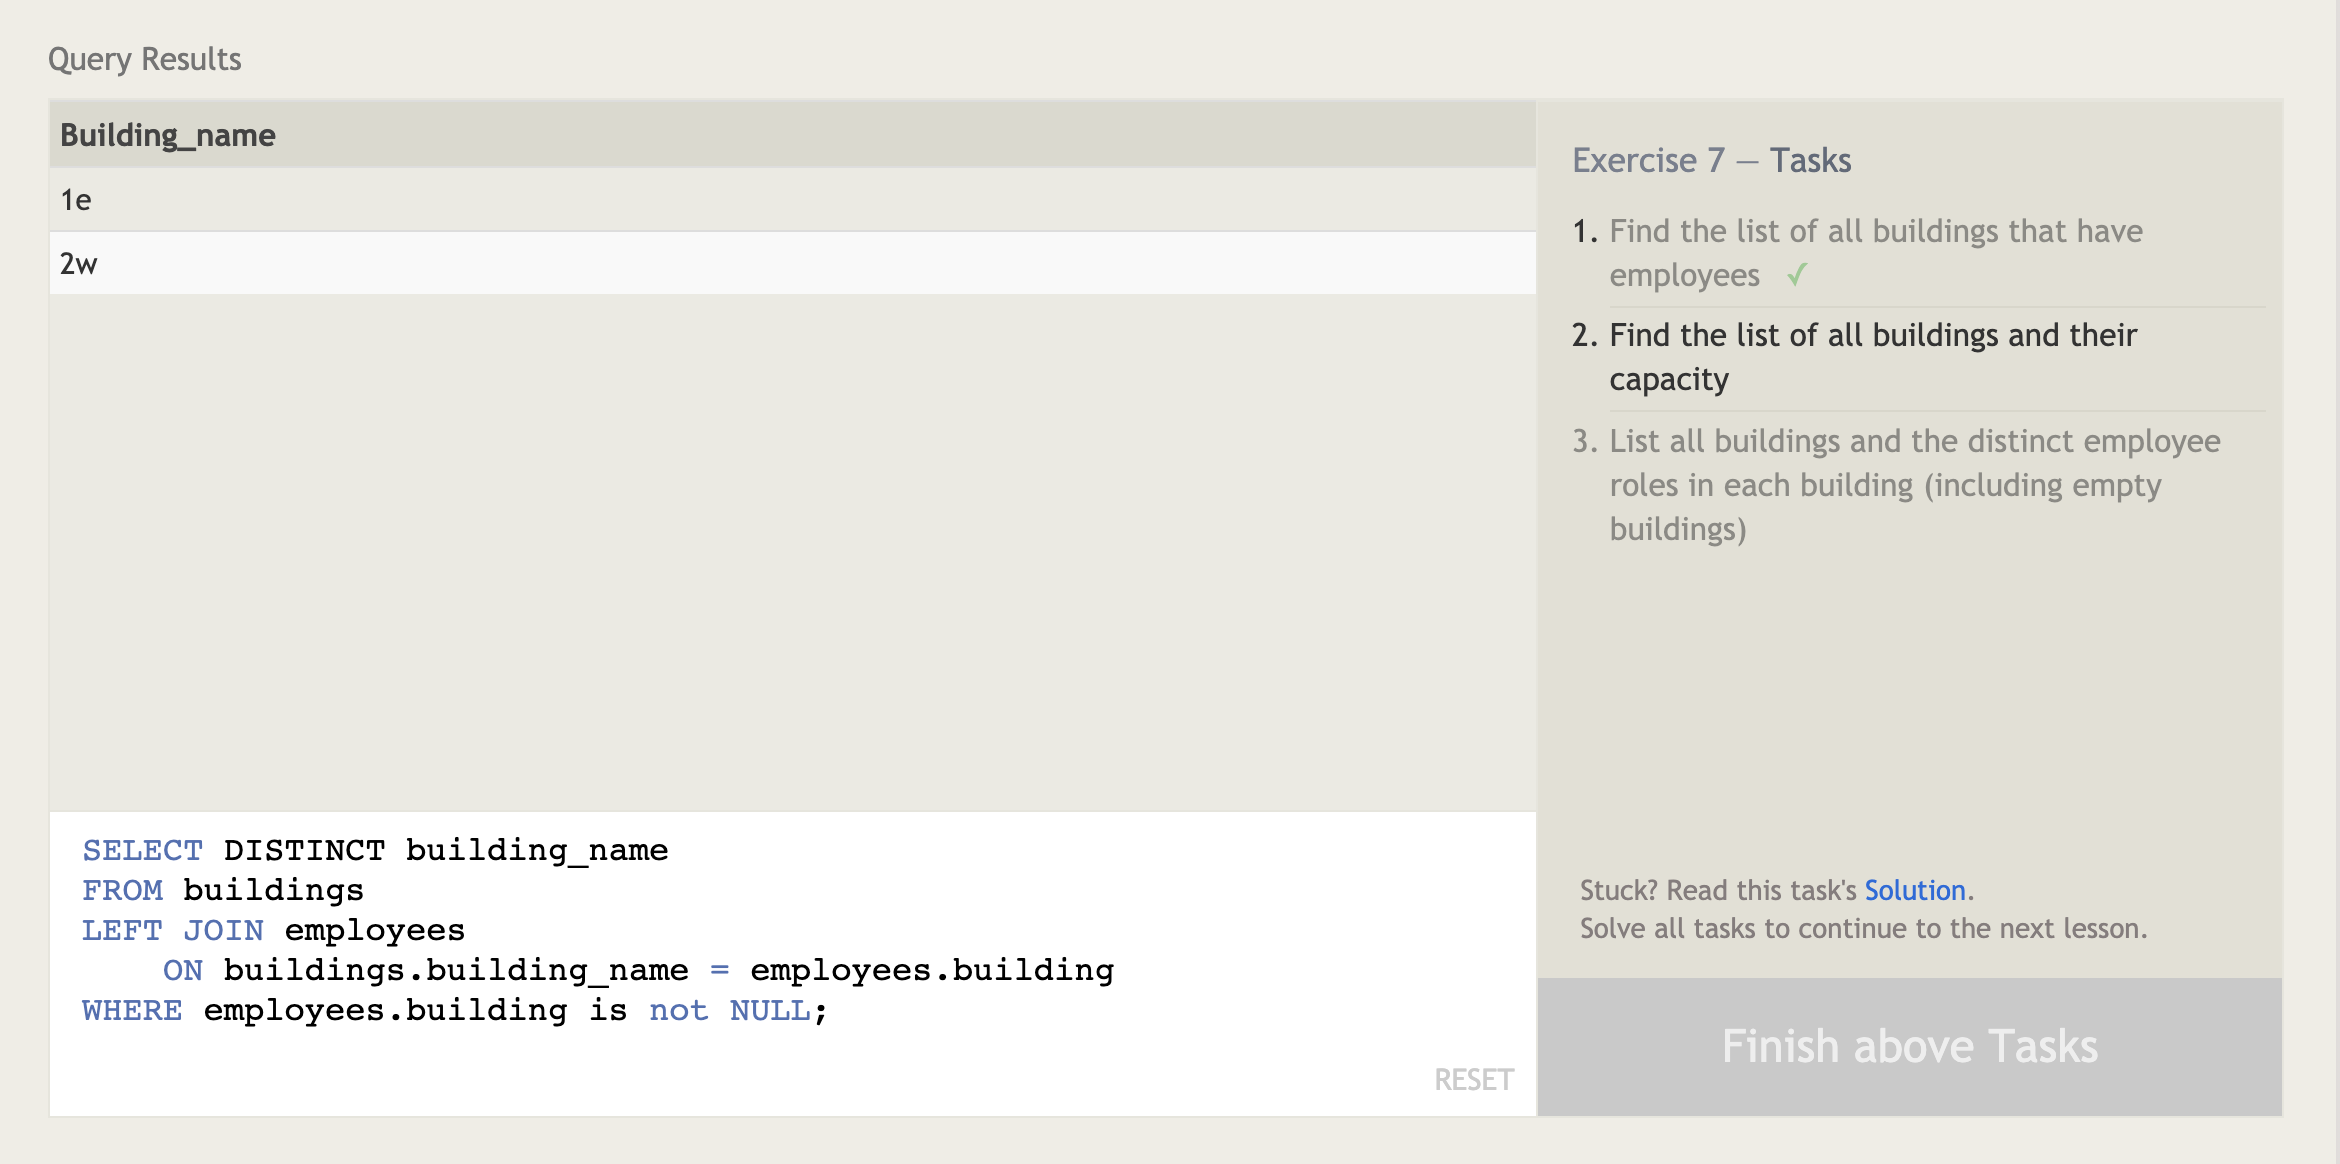 Query Results
Building_name
1e
2w
SELECT DISTINCT building_name
FROM buildings
LEFT JOIN employees
    ON buildings.building_name = employees.building
WHERE employees.building is not NULL;
RESET
Exercise 7 — Tasks
1. Find the list of all buildings that have
employees ✓
2. Find the list of all buildings and their
capacity
3. List all buildings and the distinct employee
roles in each building (including empty
buildings)
Stuck? Read this task's Solution.
Solve all tasks to continue to the next lesson.
Finish above Tasks